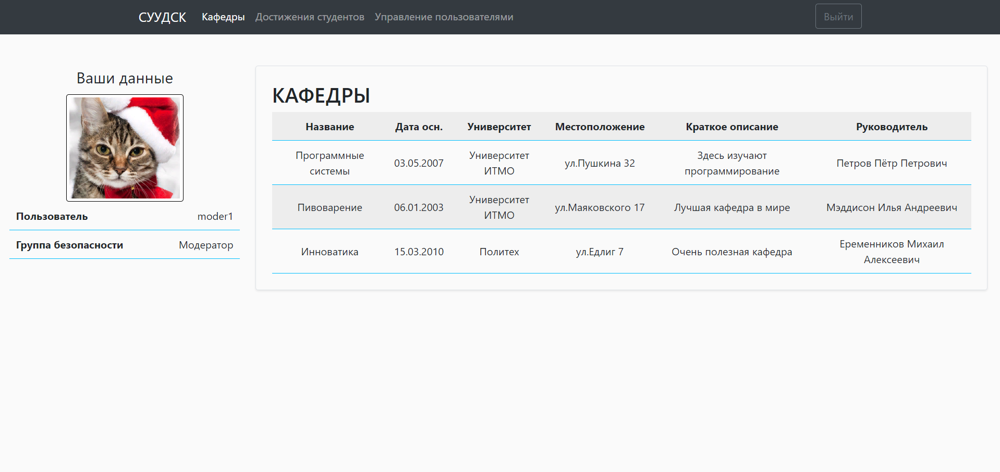 СУУДСК Кафедры Достижения студентов Управление пользователями Выйти
Ваши данные
Пользователь moder1
Группа безопасности Модератор
КАФЕДРЫ
Название Дата осн. Университет Местоположение Краткое описание Руководитель
Программные
системы
03.05.2007
Университет
ИТМО
ул.Пушкина 32
Здесь изучают
программирование
Петров Пётр Петрович
Пивоварение
06.01.2003
Университет
ИТМО
ул.Маяковского 17
Лучшая кафедра в мире
Мэддисон Илья Андреевич
Инноватика
15.03.2010
Политех
ул.Едлиг 7
Очень полезная кафедра
Еременников Михаил
Алексеевич